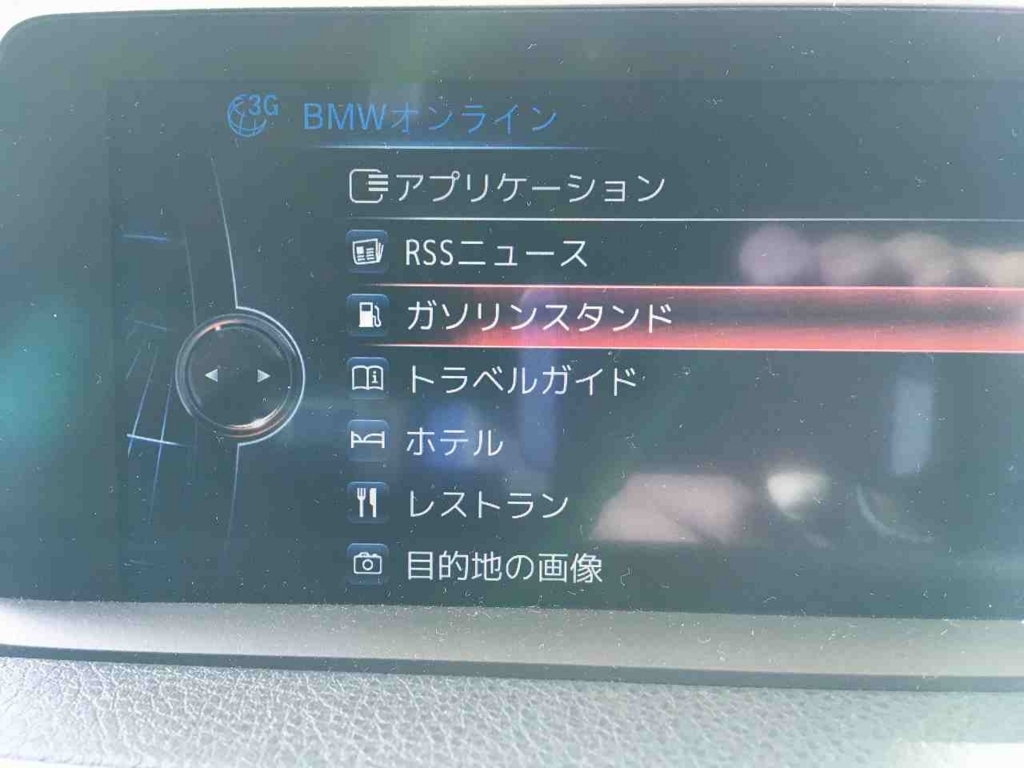 3G BMWオンライン
アプリケーション
RSSニュース
ガソリンスタンド
トラベルガイド
ホテル
レストラン
目的地の画像